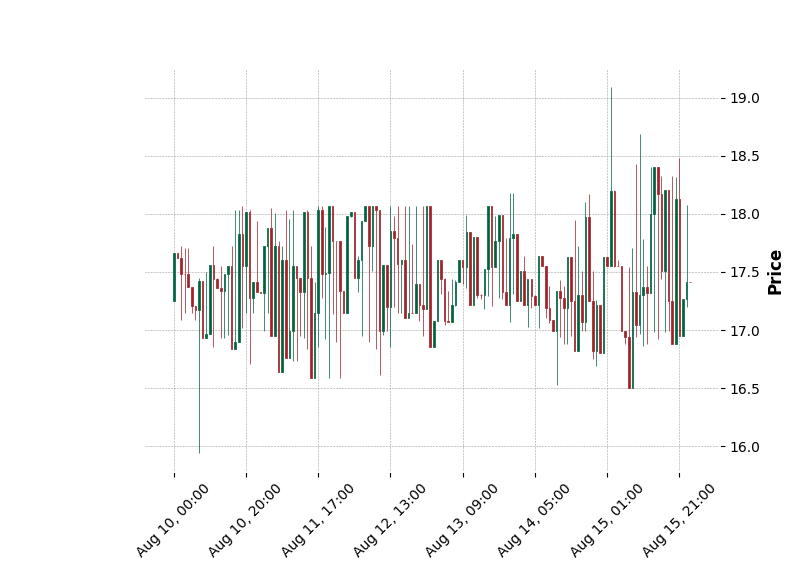 19.0
18.5
18.0
17.5
17.0
16.5
16.0
Price
Aug 10, 00:00
Aug 10, 20:00
Aug 11, 17:00
Aug 12, 13:00
Aug 13, 09:00
Aug 14, 05:00
Aug 15, 01:00
Aug 15, 21:00